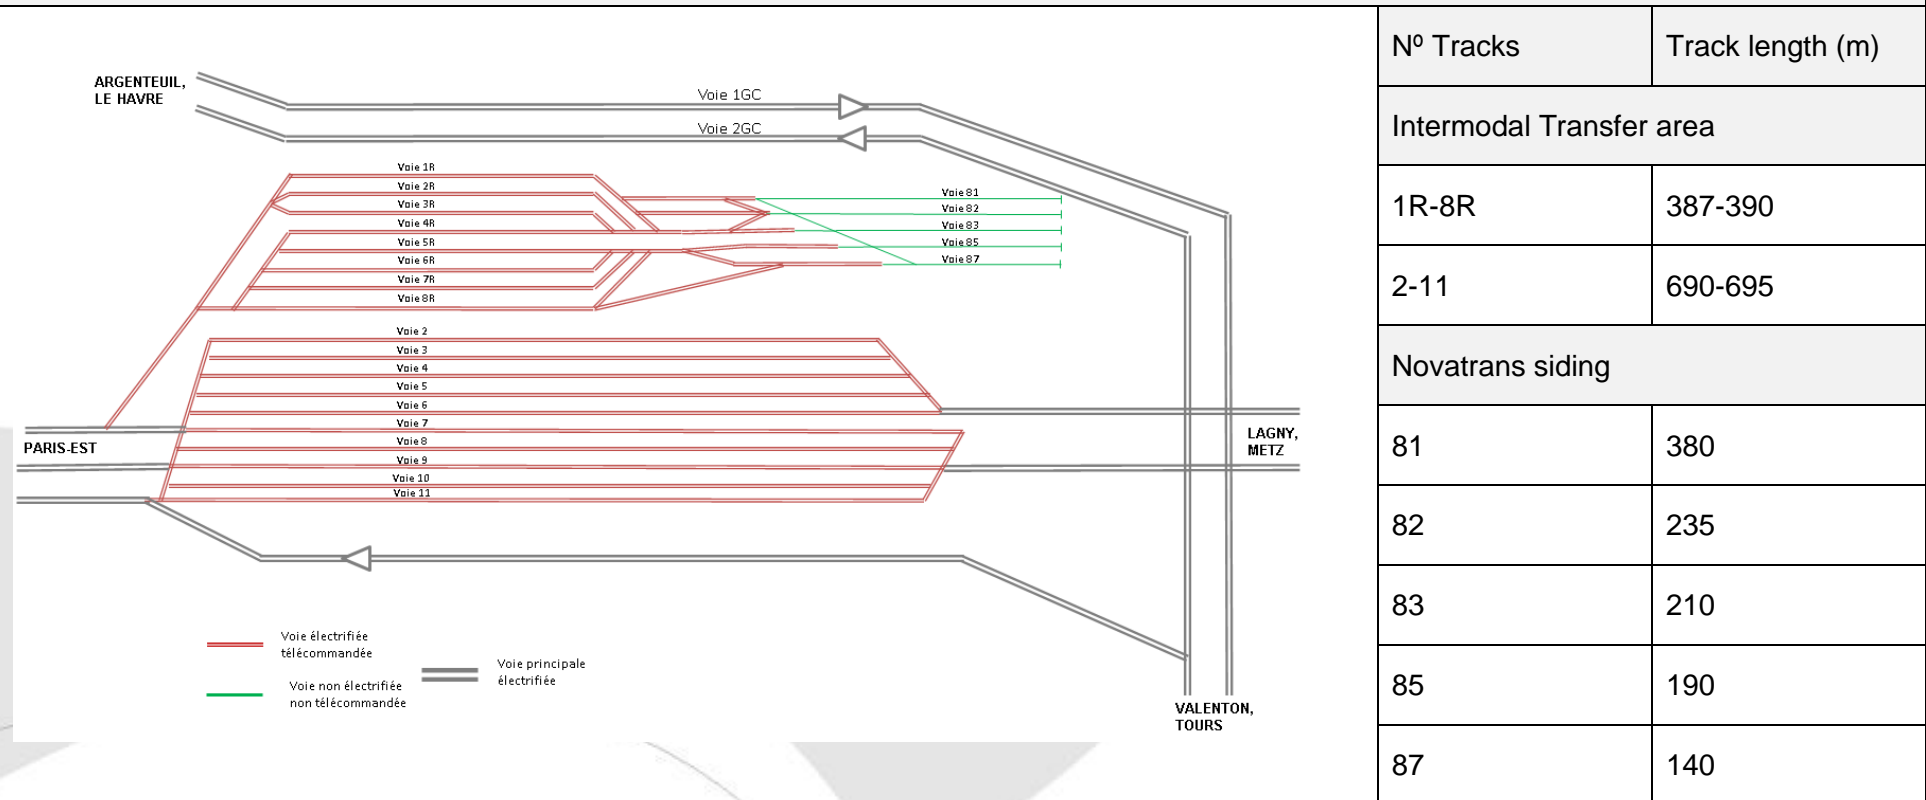 ARGENTEUIL,
LE HAVRE
Voie 1GC
Voie 2GC
Voie 1R
Voie 2R
Voie 3R
Voie 4R
Voie 5R
Voie 6R
Voie 7R
Voie 8R
Voie 81
Voie 82
Voie 83
Voie 85
Voie 87
Voie 2
Voie 3
Voie 4
Voie 5
Voie 6
Voie 7
Voie 8
Voie 9
Voie 10
Voie 11
PARIS-EST
LAGNY,
METZ
Voie électrifiée
télécommandée
Voie non électrifiée
non télécommandée
Voie principale
électrifiée
VALENTON,
TOURS
Nº Tracks Track length (m)
Intermodal Transfer area
1R-8R 387-390
2-11 690-695
Novatrans siding
81 380
82 235
83 210
85 190
87 140